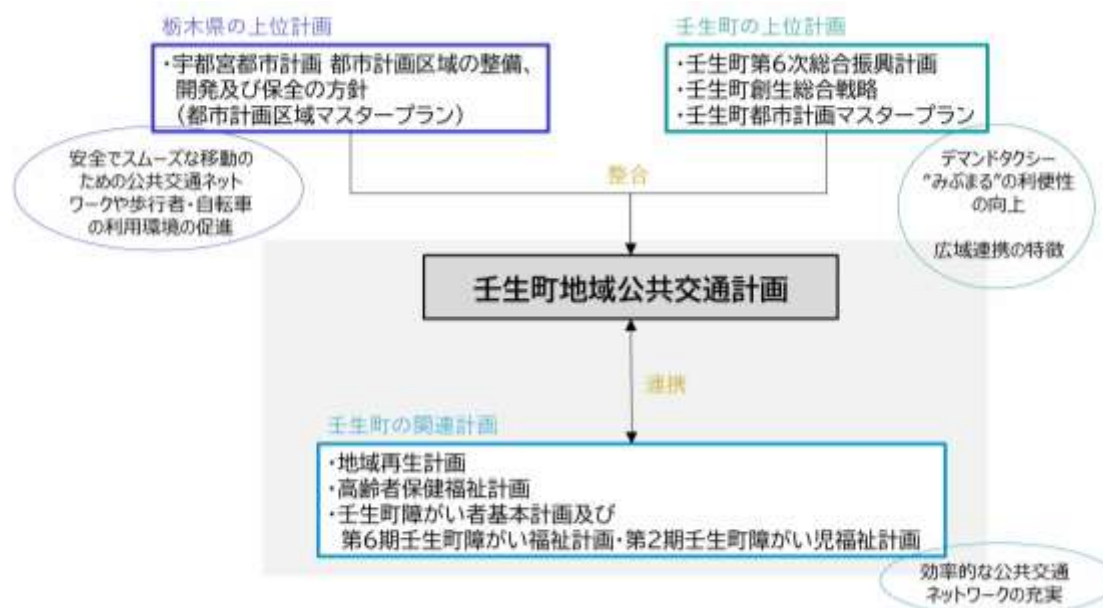 栃木県の上位計画
・宇都宮都市計画 都市計画区域の整備、
開発及び保全の方針
（都市計画区域マスタープラン）
壬生町の上位計画
・壬生町第6次総合振興計画
・壬生町創生総合戦略
・壬生町都市計画マスタープラン
安全でスムーズな移動の
ための公共交通ネット
ワークや歩行者・自転車
の利用環境の促進
整合
デマンドタクシー
“みぶまる”の利便性
の向上
広域連携の特徴
壬生町地域公共交通計画
連携
壬生町の関連計画
・地域再生計画
・高齢者保健福祉計画
・壬生町障がい者基本計画及び
第6期壬生町障がい福祉計画・第2期壬生町障がい児福祉計画
効率的な公共交通
ネットワークの充実